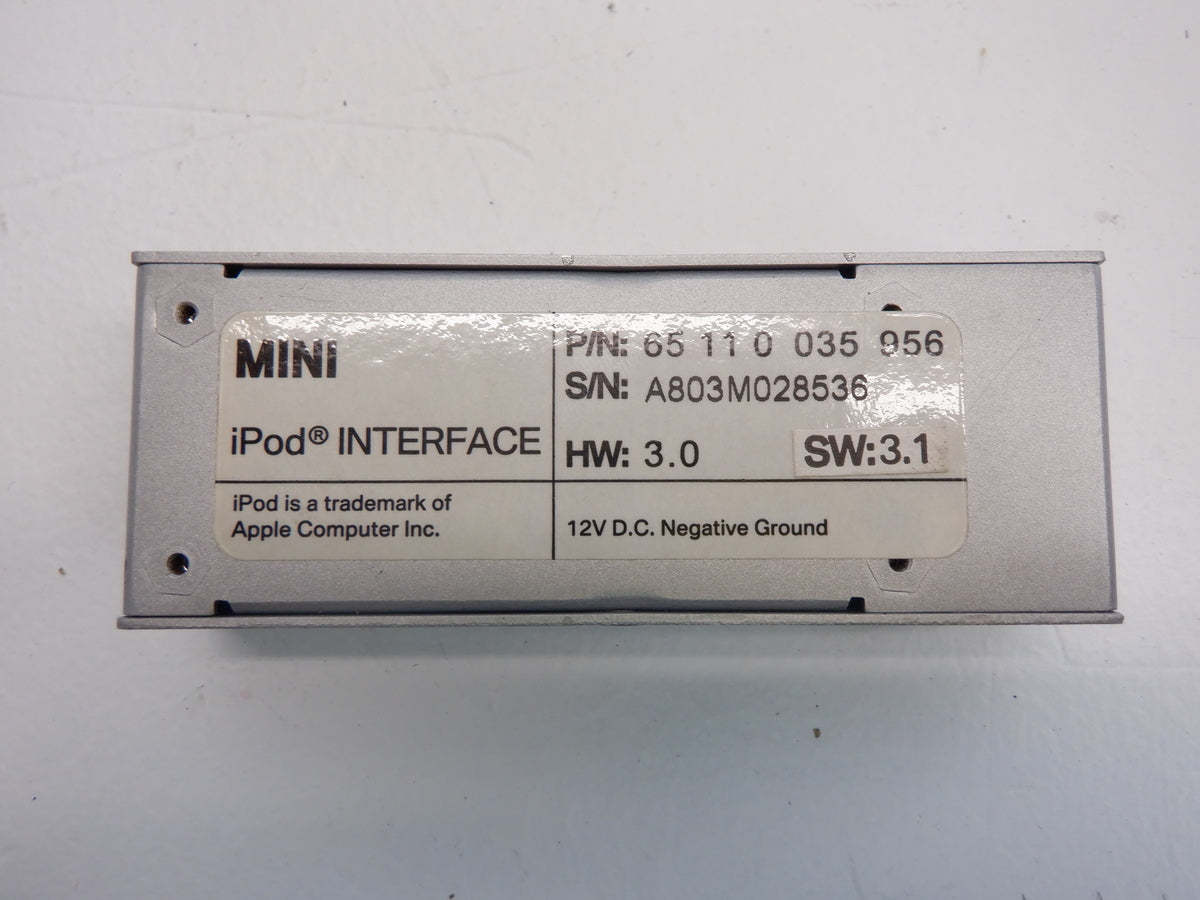 MINI
iPod® INTERFACE
iPod is a trademark of
Apple Computer Inc.
P/N: 65 11 0 035 956
S/N: A803M028536
HW: 3.0 SW:3.1
12V D.C. Negative Ground